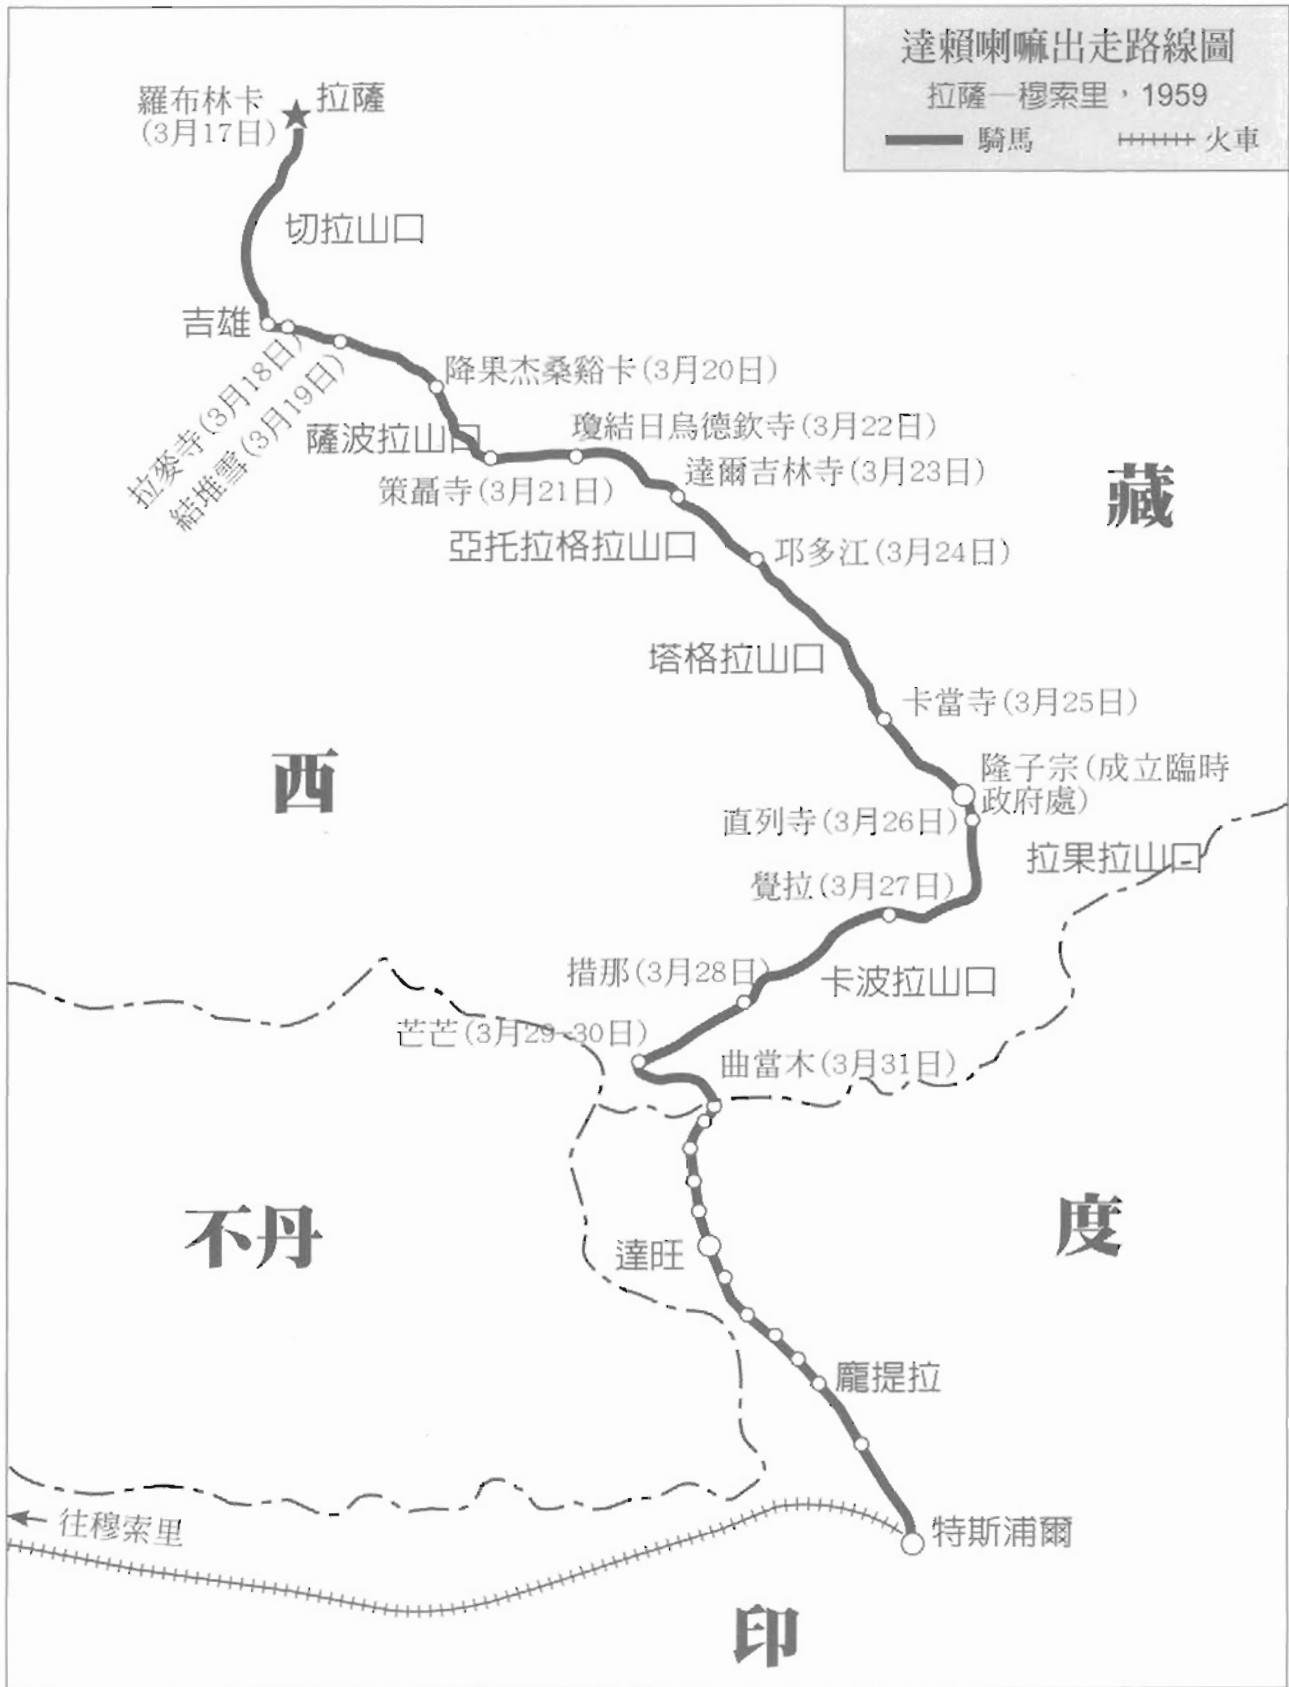 達賴喇嘛出走路線圖
拉薩—穆索里，1959
騎馬 火車
羅布林卡
(3月17日)
拉薩
切拉山口
吉雄
拉麥寺(3月18日)
結堆雪(3月19日)
降果杰桑谿卡(3月20日)
薩波拉山口
瓊結日烏德欽寺(3月22日)
策聶寺(3月21日)
達爾吉林寺(3月23日)
藏
亞托拉格拉山口
邛多江(3月24日)
塔格拉山口
卡當寺(3月25日)
西
隆子宗(成立臨時
政府處)
直列寺(3月26日)
拉果拉山口
覺拉(3月27日)
措那(3月28日)
卡波拉山口
芒芒(3月29-30日)
曲當木(3月31日)
不丹
度
達旺
龐提拉
往穆索里
特斯浦爾
印